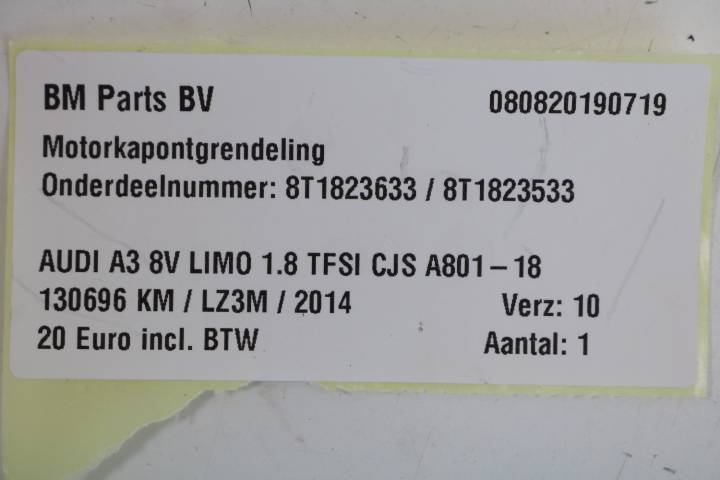 BM Parts BV 080820190719
Motorkapontgrendeling
Onderdeelnummer: 8T1823633 / 8T1823533
AUDI A3 8V LIMO 1.8 TFSI CJS A801-18
130696 KM / LZ3M / 2014 Verz: 10
20 Euro incl. BTW Aantal: 1